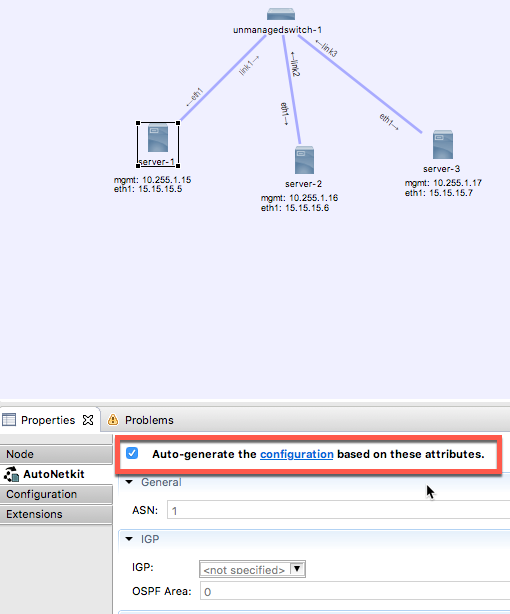 unmanagedswitch-1
link1→
←link2
←link3
←eth1
eth1→
eth1→
server-1
mgmt: 10.255.1.15
eth1: 15.15.15.5
server-2
mgmt: 10.255.1.16
eth1: 15.15.15.6
server-3
mgmt: 10.255.1.17
eth1: 15.15.15.7
Properties
Problems
Node
AutoNetkit
Configuration
Extensions
Auto-generate the configuration based on these attributes.
General
ASN: 1
IGP
IGP: <not specified>
OSPF Area: 0